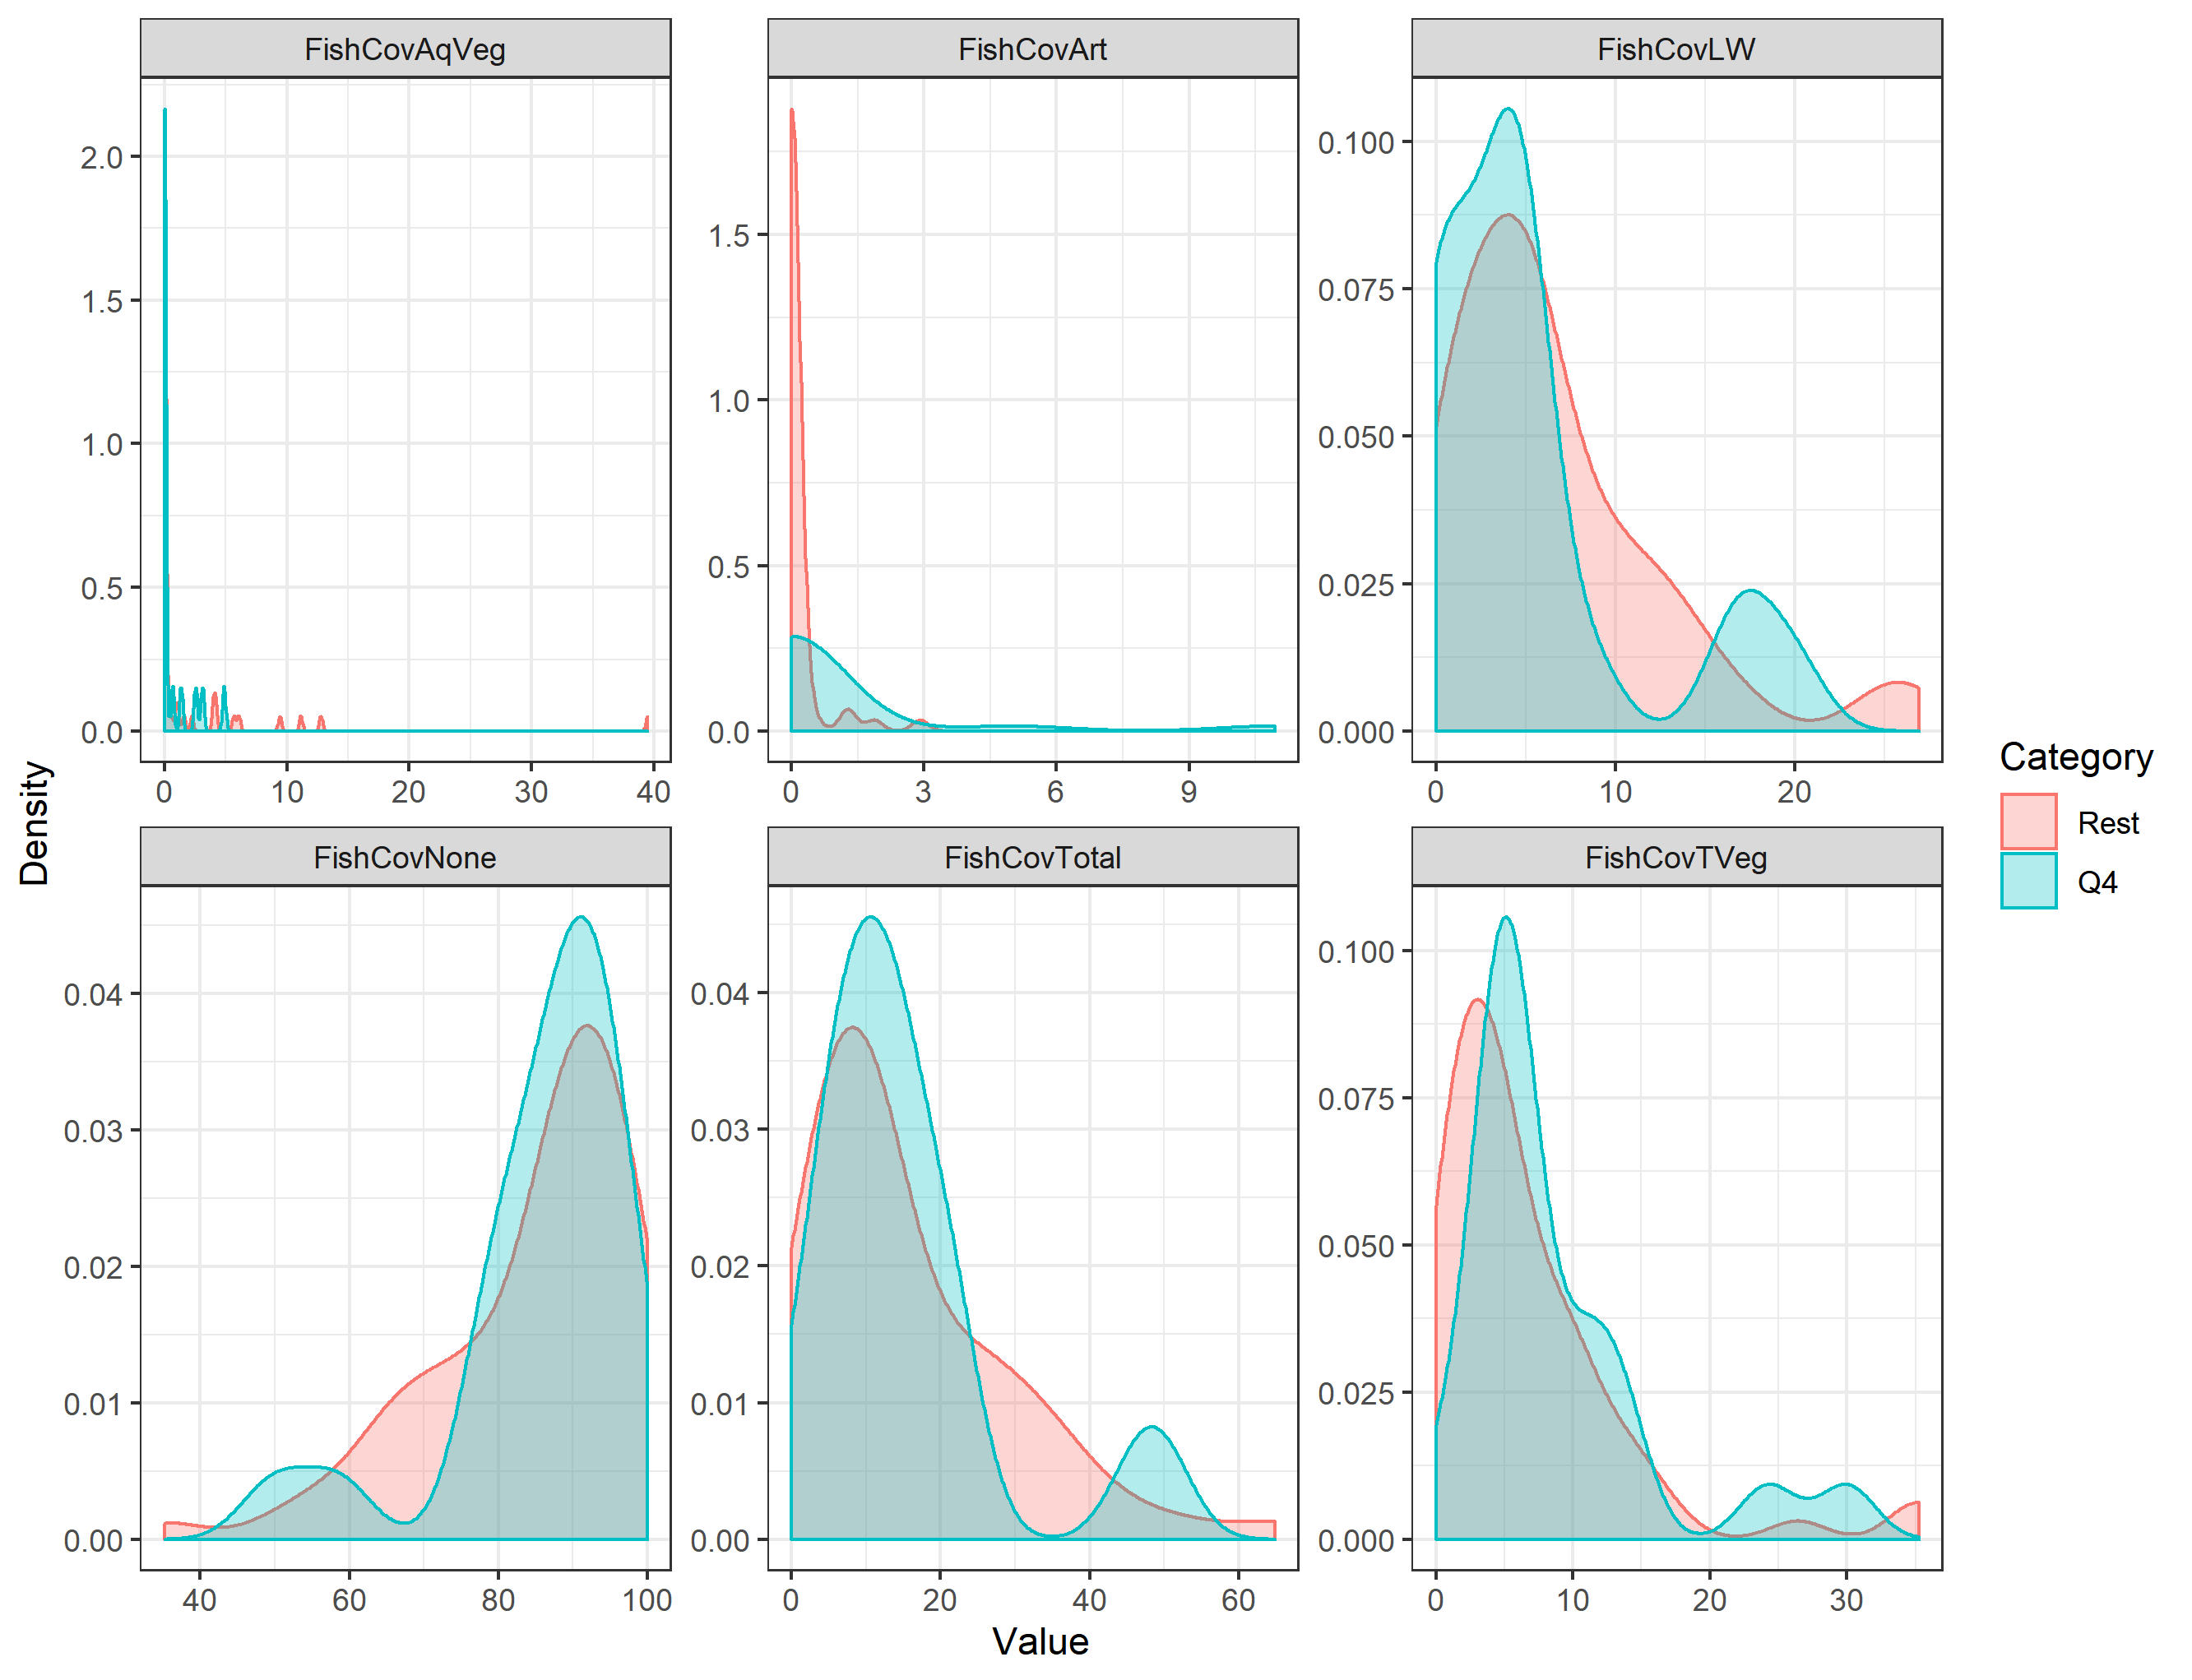 FishCovAqVeg FishCovArt FishCovLW
2.0
1.5
1.0
0.5
0.0
0 10 20 30 40
1.5
1.0
0.5
0.0
0 3 6 9
0.100
0.075
0.050
0.025
0.000
0 10 20
FishCovNone FishCovTotal FishCovTVeg
0.04
0.03
0.02
0.01
0.00
40 60 80 100
0.04
0.03
0.02
0.01
0.00
0 20 40 60
0.100
0.075
0.050
0.025
0.000
0 10 20 30
Density
Value
Category
Rest
Q4